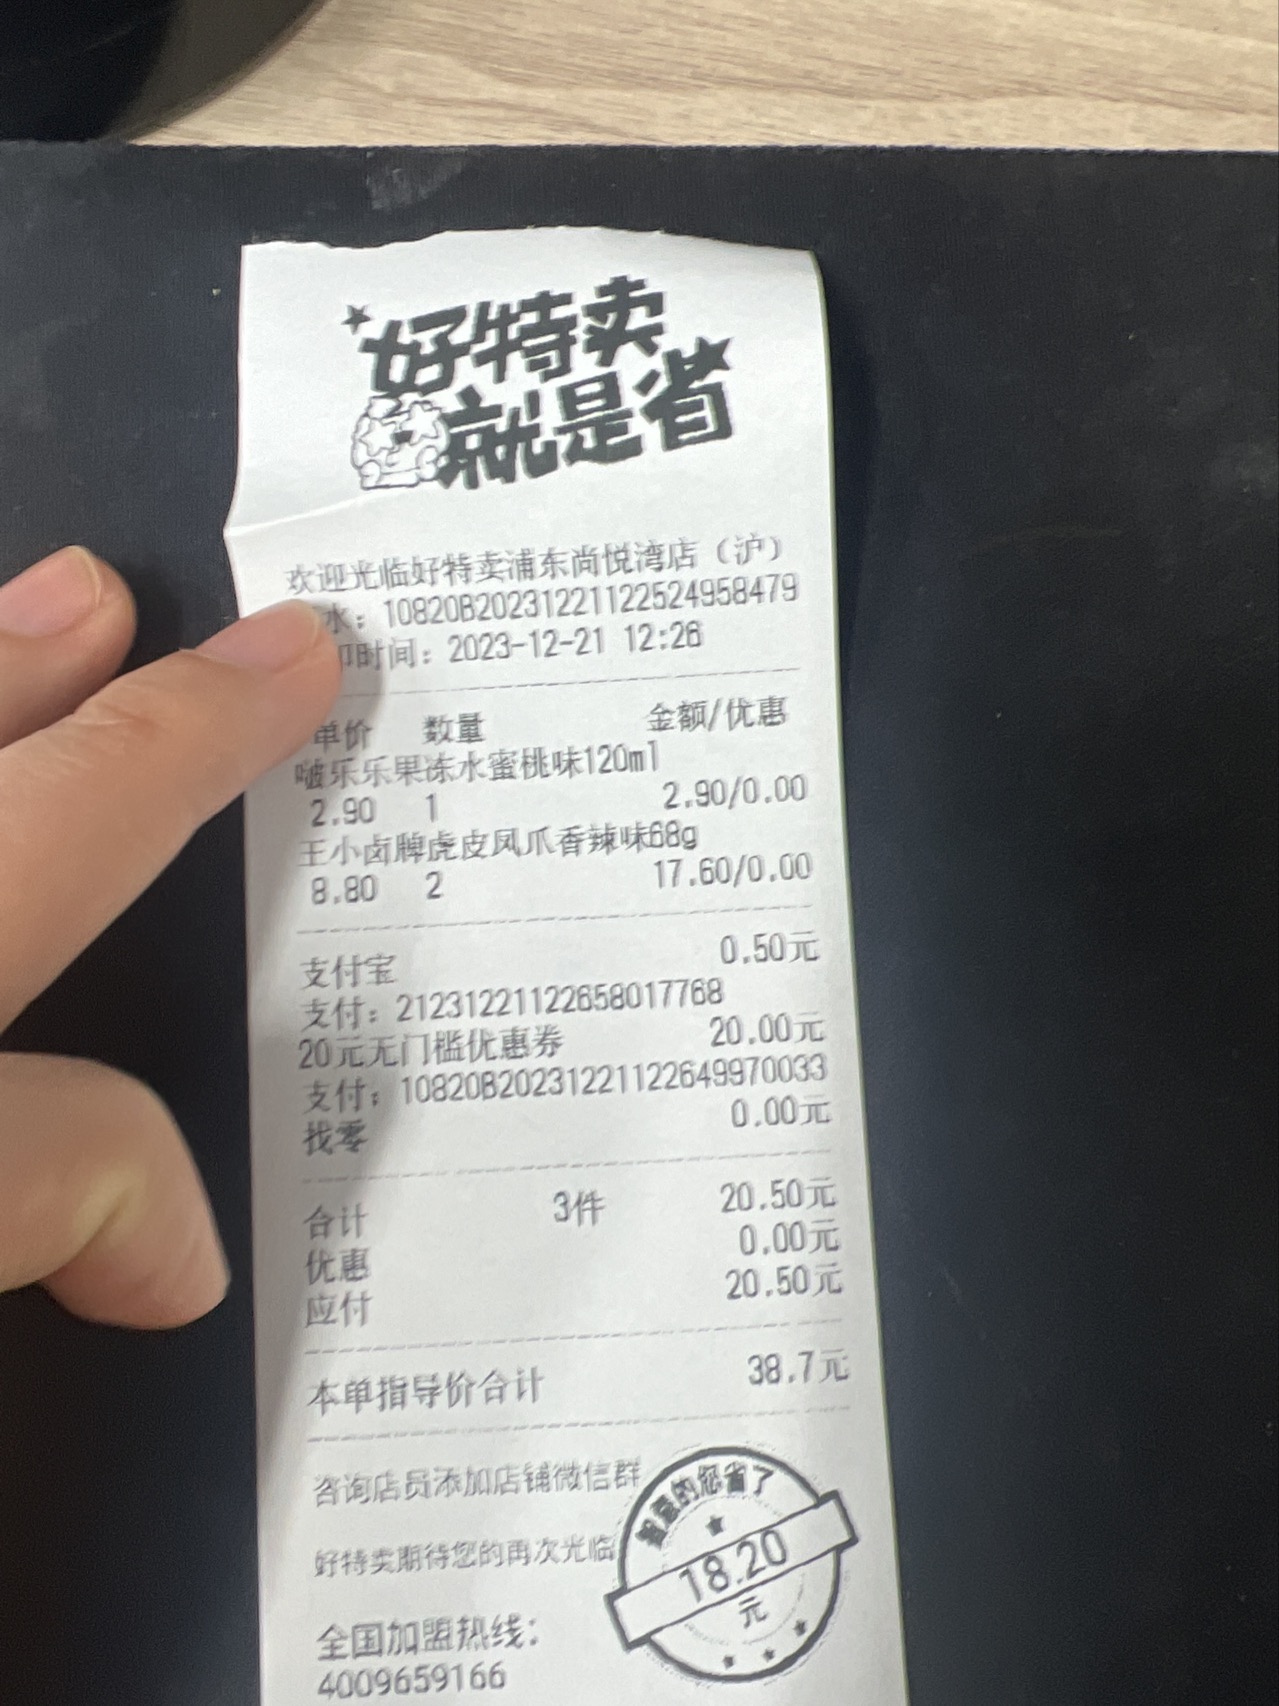 好特卖
就是省
欢迎光临好特卖浦东尚悦湾店（沪）
水：10820B202312211122524958479
时间：2023-12-21 12:26
单价 数量 金额/优惠
啵乐乐果冻水蜜桃味120ml
2.90 1 2.90/0.00
王小卤牌虎皮凤爪香辣味68g
8.80 2 17.60/0.00
支付宝 0.50元
支付：21231221122658017768
20元无门槛优惠券 20.00元
支付：10820B202312211122649970033
找零 0.00元
合计 3件 20.50元
优惠 0.00元
应付 20.50元
本单指导价合计 38.7元
咨询店员添加店铺微信群
好特卖期待您的再次光临
智慧的您省了
18.20
元
全国加盟热线：
4009659166